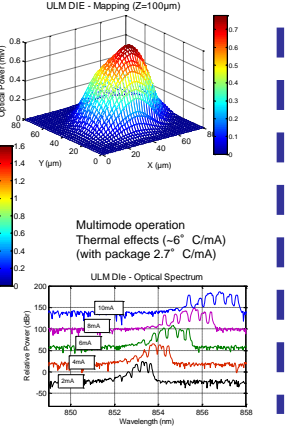 ULM DIE - Mapping (Z=100µm)
Optical Power (mW)
0.8
0.6
0.4
0.2
0
80
60
40
20
0
Y (µm)
0
20
40
60
X (µm)
0.7
0.6
0.5
0.4
0.3
0.2
0.1
0
1.6
1.4
1.2
1
0.8
0.6
0.4
0.2
0
Multimode operation
Thermal effects (~6° C/mA)
(with package 2.7° C/mA)
ULM DIe - Optical Spectrum
Relative Power (dBr)
200
150
100
50
0
-50
10mA
8mA
6mA
4mA
2mA
850
852
854
856
858
Wavelength (nm)